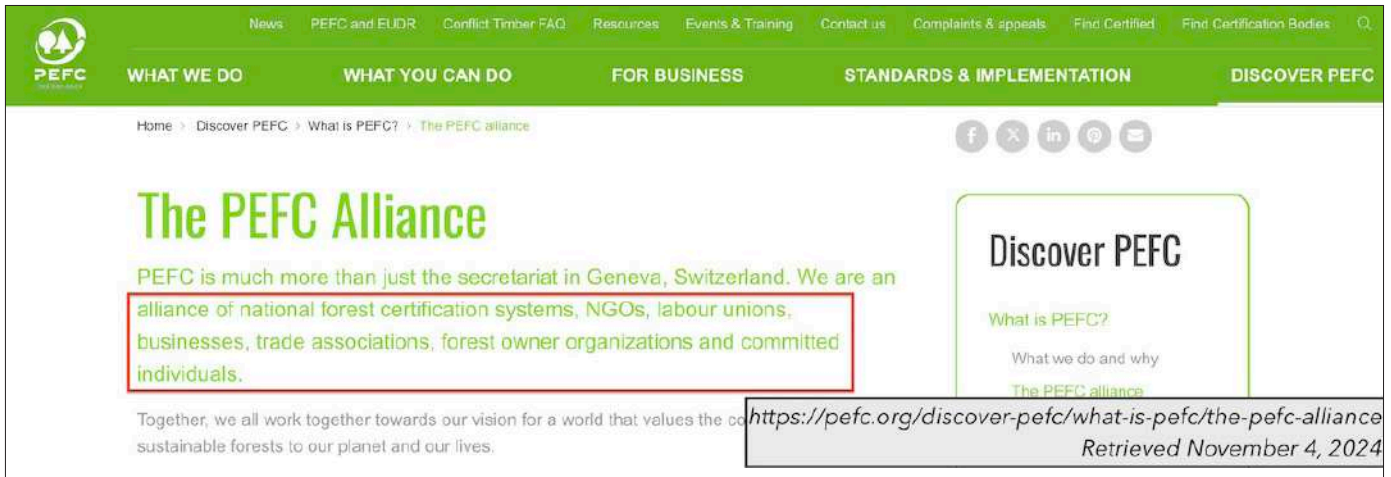 News PEFC and EUDR Conflict Timber FAQ Resources Events & Training Contact us Complaints & appeals Find Certified Find Certification Bodies
PEFC
WHAT WE DO WHAT YOU CAN DO FOR BUSINESS STANDARDS & IMPLEMENTATION DISCOVER PEFC
Home > Discover PEFC > What is PEFC? > The PEFC alliance
The PEFC Alliance
PEFC is much more than just the secretariat in Geneva, Switzerland. We are an
alliance of national forest certification systems, NGOs, labour unions,
businesses, trade associations, forest owner organizations and committed
individuals.
Together, we all work together towards our vision for a world that values the co
sustainable forests to our planet and our lives.
Discover PEFC
What is PEFC?
What we do and why
The PEFC alliance
https://pefc.org/discover-pefc/what-is-pefc/the-pefc-alliance
Retrieved November 4, 2024